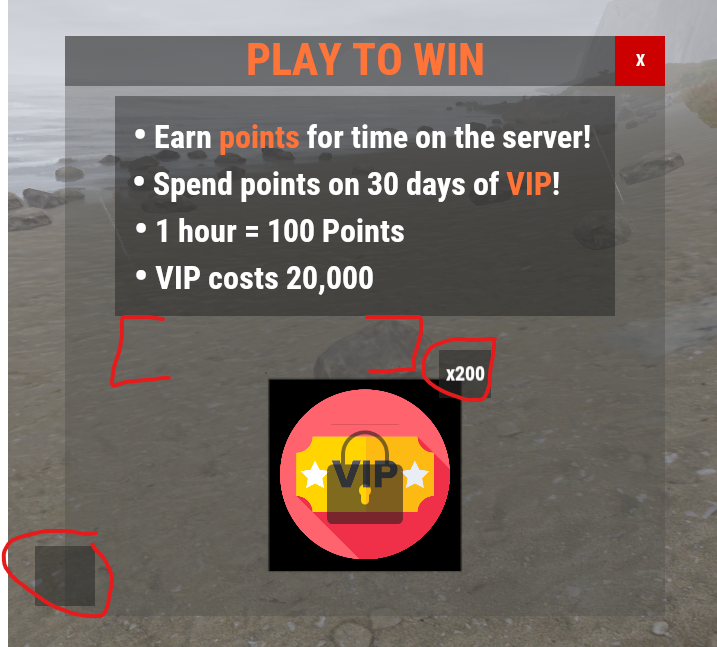 PLAY TO WIN
x
• Earn points for time on the server!
• Spend points on 30 days of VIP!
• 1 hour = 100 Points
• VIP costs 20,000
x200
VIP